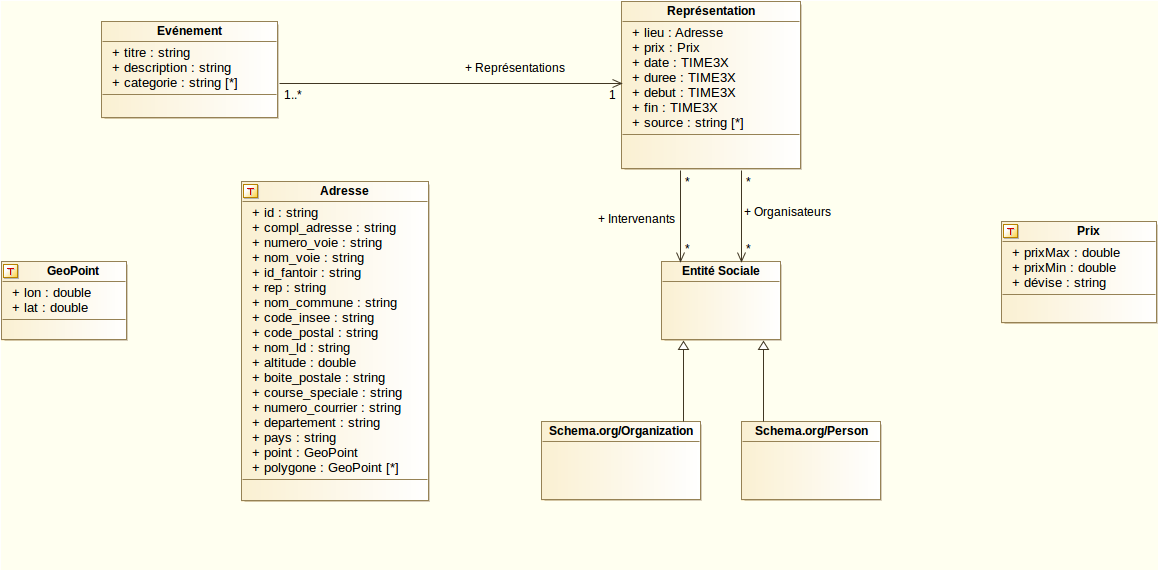 Evénement
+ titre : string
+ description : string
+ categorie : string [*]
+ Représentations
1..*
1
Représentation
+ lieu : Adresse
+ prix : Prix
+ date : TIME3X
+ duree : TIME3X
+ debut : TIME3X
+ fin : TIME3X
+ source : string [*]
*
*
+ Intervenants
+ Organisateurs
*
*
T
GeoPoint
+ lon : double
+ lat : double
T
Adresse
+ id : string
+ compl_adresse : string
+ numero_voie : string
+ nom_voie : string
+ id_fantoir : string
+ rep : string
+ nom_commune : string
+ code_insee : string
+ code_postal : string
+ nom_ld : string
+ altitude : double
+ boite_postale : string
+ course_speciale : string
+ numero_courrier : string
+ departement : string
+ pays : string
+ point : GeoPoint
+ polygone : GeoPoint [*]
Entité Sociale
T
Prix
+ prixMax : double
+ prixMin : double
+ dévise : string
Schema.org/Organization
Schema.org/Person